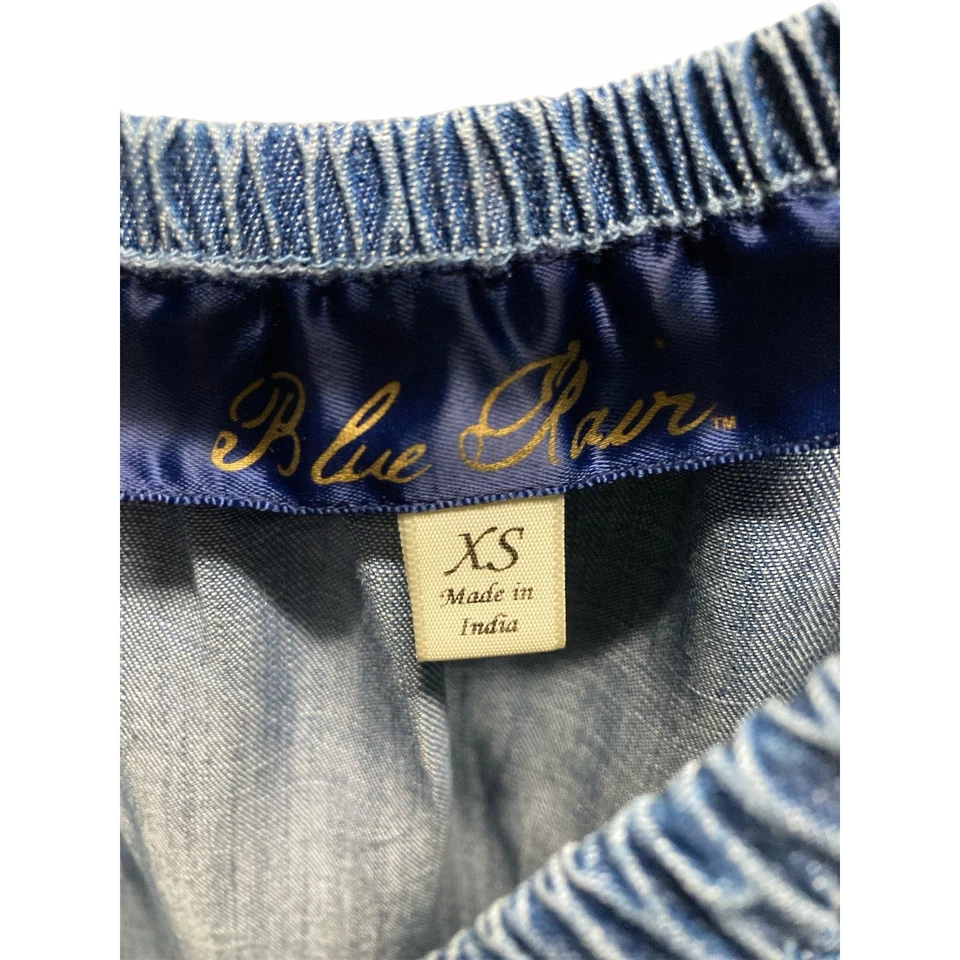 Blue Rain™
XS
Made in
India